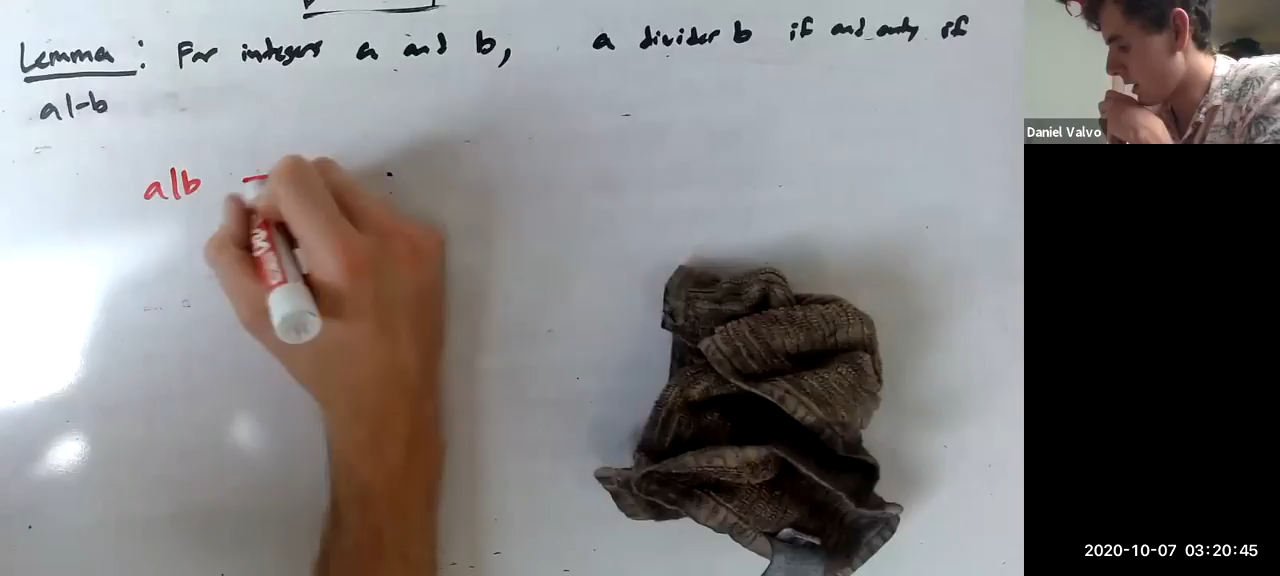 Lemma: For integers a and b, a divides b if and only if
a|-b
a|b
Daniel Valvo
2020-10-07 03:20:45